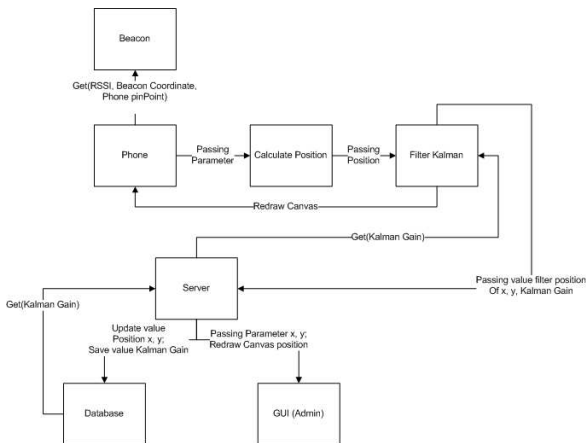 Beacon
Get(RSSI, Beacon Coordinate,
Phone pinPoint)
Phone
Passing
Parameter
Calculate Position
Passing
Position
Filter Kalman
Redraw Canvas
Get(Kalman Gain)
Server
Passing value filter position
Of x, y, Kalman Gain
Get(Kalman Gain)
Update value
Position x, y;
Save value Kalman Gain
Passing Parameter x, y;
Redraw Canvas position
Database
GUI (Admin)